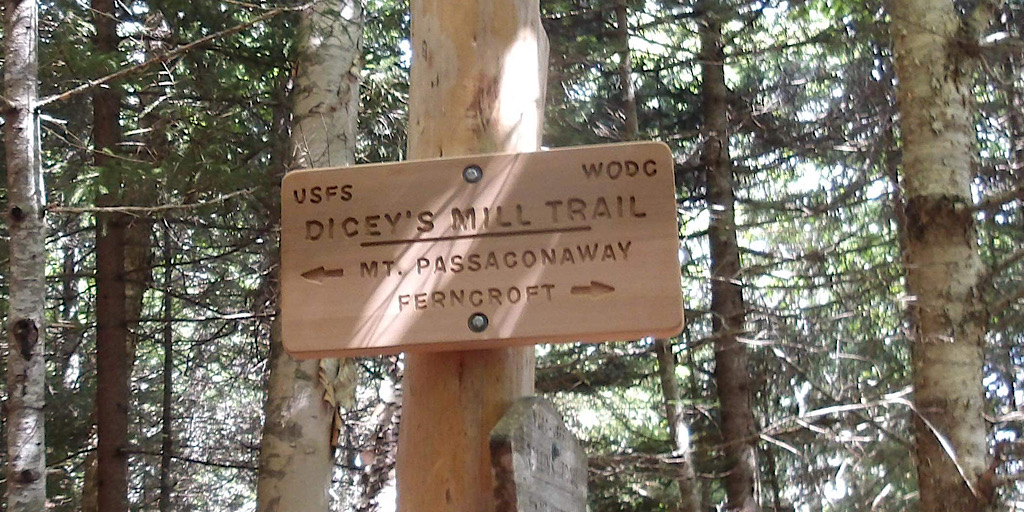 USFS WODC
DICEY'S MILL TRAIL
← MT. PASSACONAWAY
FERNCROFT →